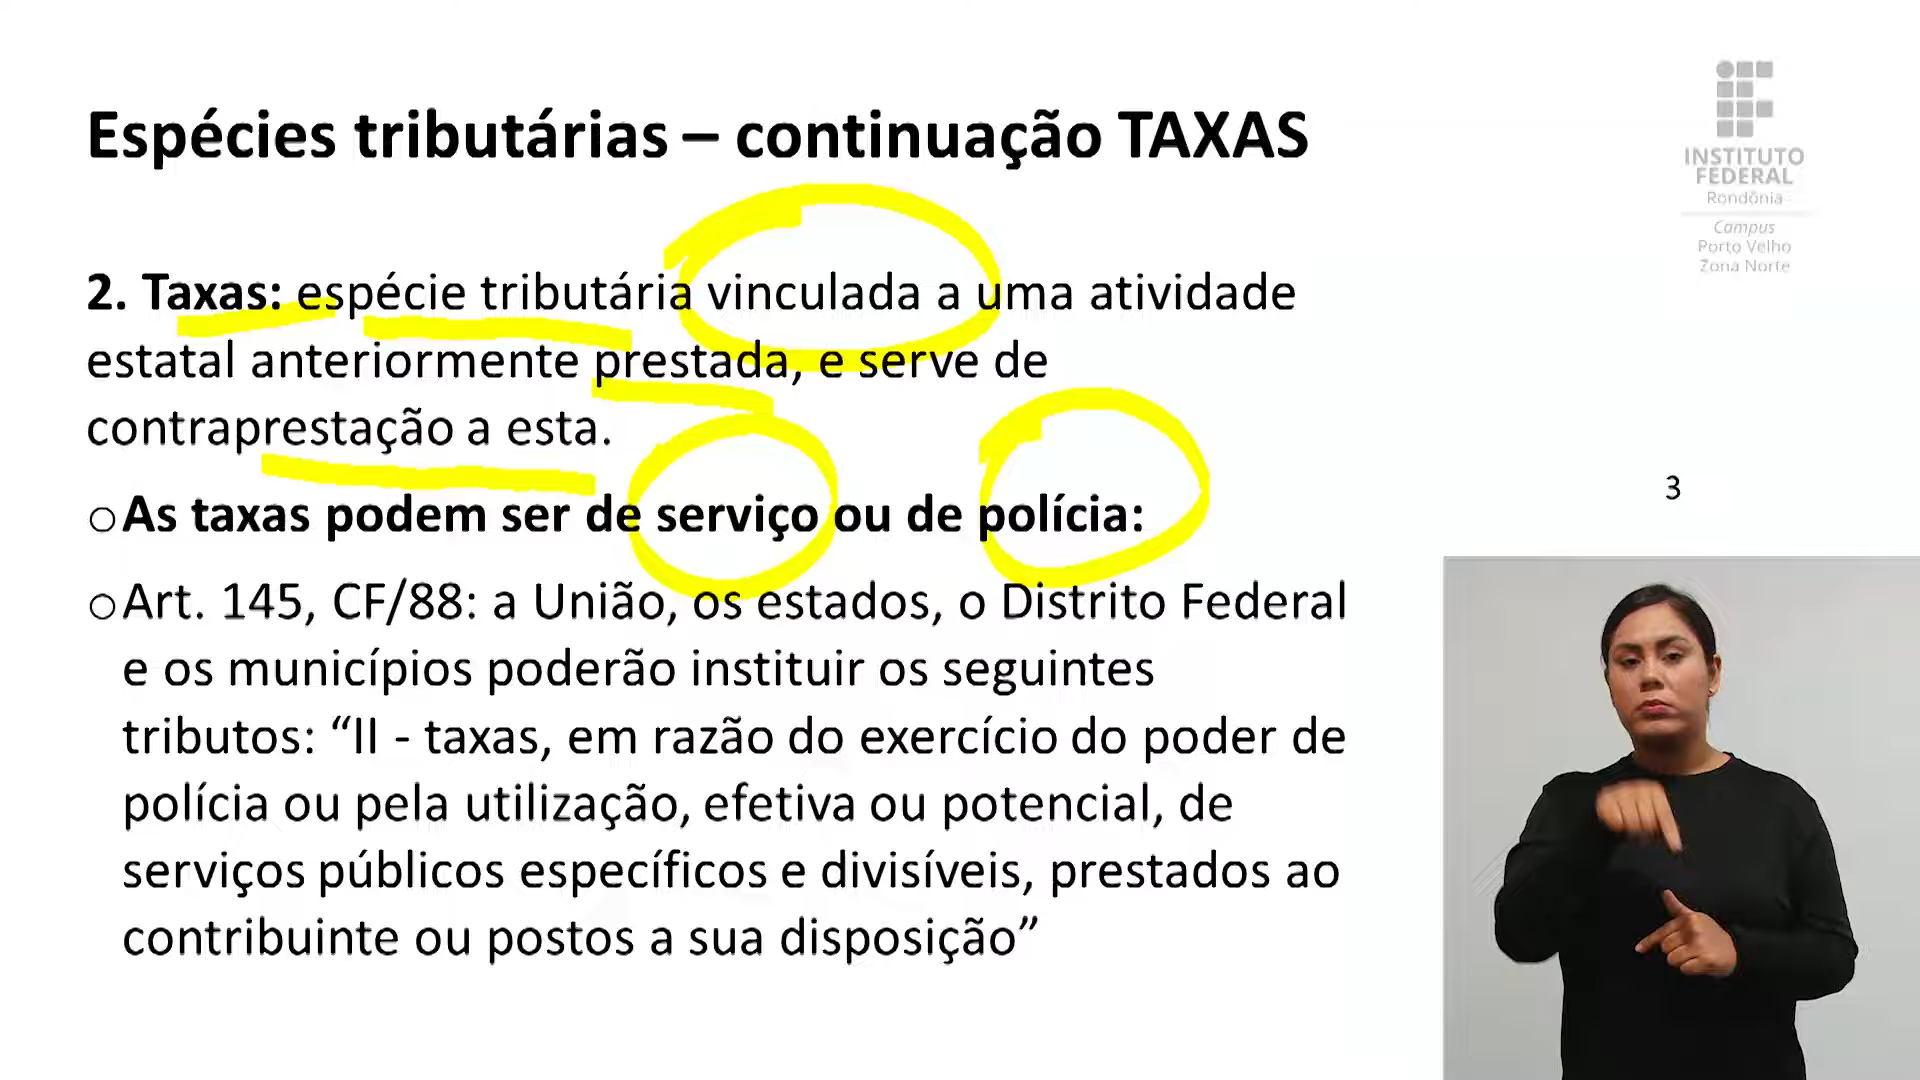 Espécies tributárias – continuação TAXAS
INSTITUTO
FEDERAL
Rondônia
Campus
Porto Velho
Zona Norte
2. Taxas: espécie tributária vinculada a uma atividade
estatal anteriormente prestada, e serve de
contraprestação a esta.
3
oAs taxas podem ser de serviço ou de polícia:
oArt. 145, CF/88: a União, os estados, o Distrito Federal
e os municípios poderão instituir os seguintes
tributos: “II - taxas, em razão do exercício do poder de
polícia ou pela utilização, efetiva ou potencial, de
serviços públicos específicos e divisíveis, prestados ao
contribuinte ou postos a sua disposição”